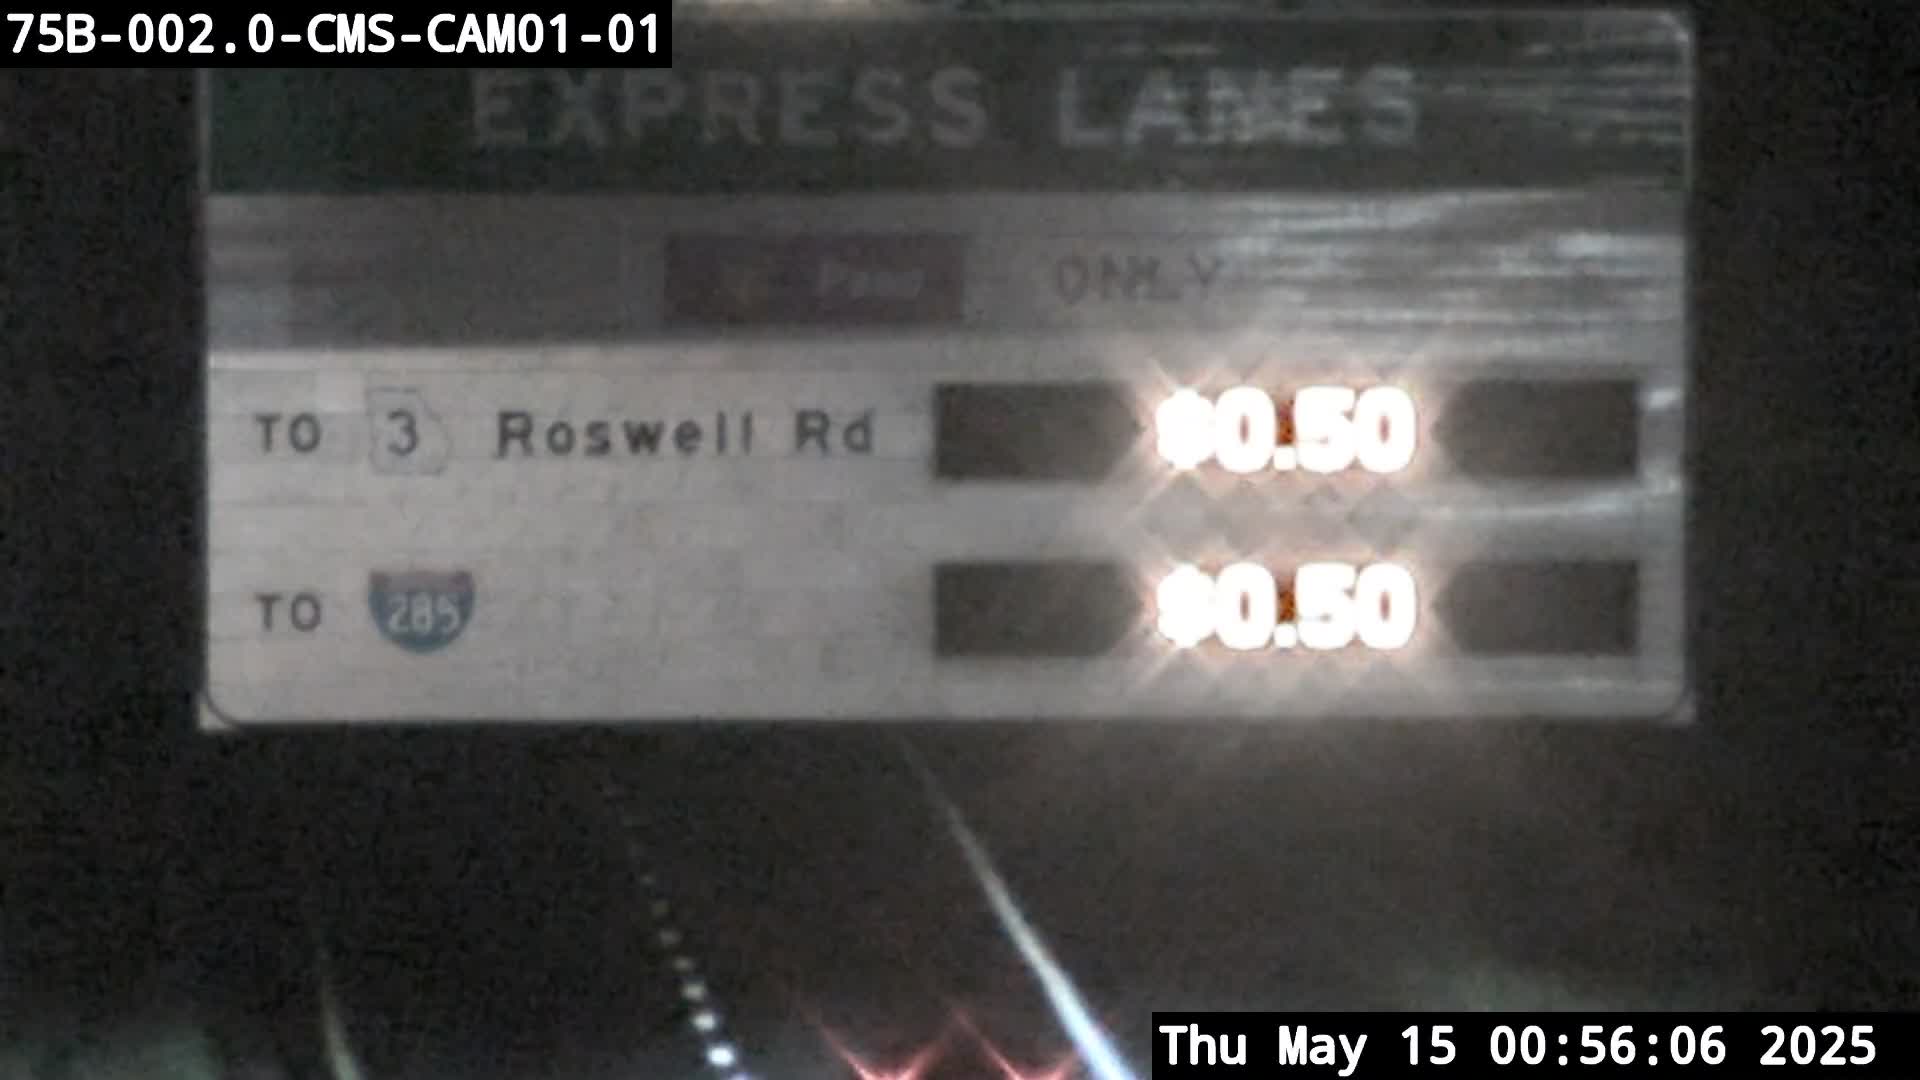 75B-002.0-CMS-CAM01-01
EXPRESS LANES
Pass ONLY
TO 3 Roswell Rd $0.50
TO 285 $0.50
Thu May 15 00:56:06 2025